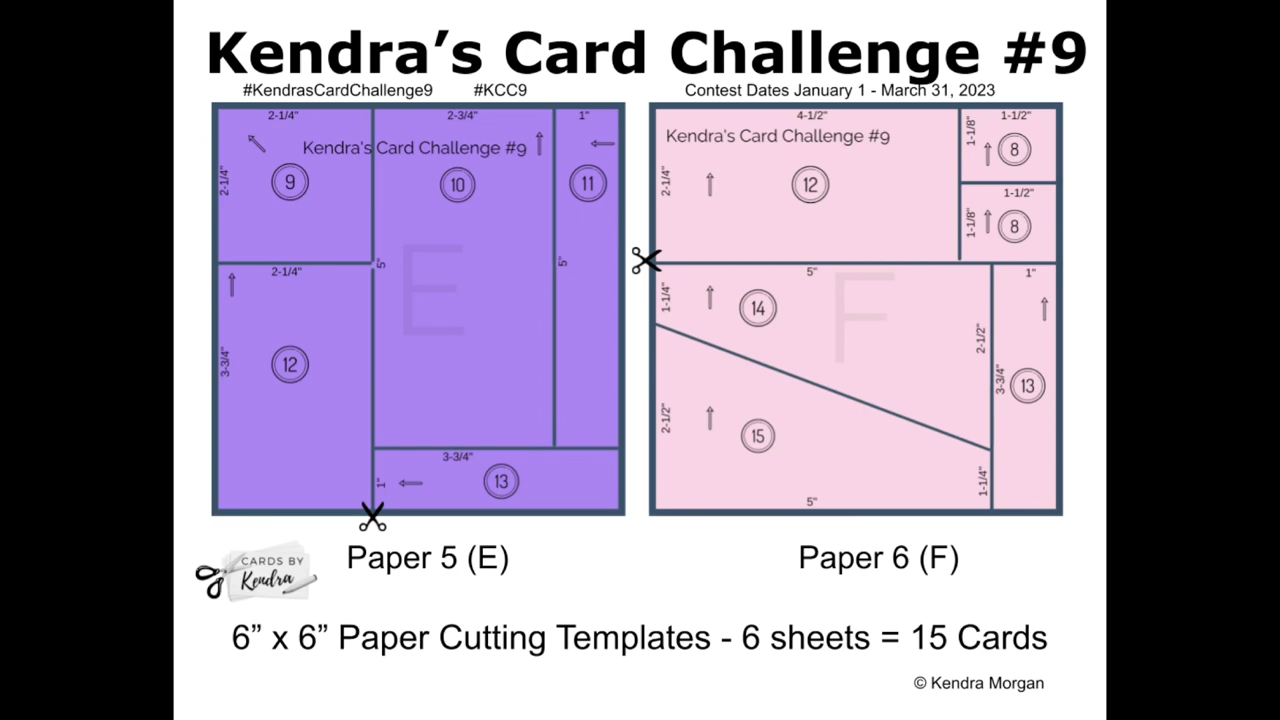 Kendra’s Card Challenge #9
#KendrasCardChallenge9 #KCC9
Contest Dates January 1 - March 31, 2023
2-1/4" 2-3/4" 1"
Kendra's Card Challenge #9
2-1/4" 9 10 11
5" 5"
E
2-1/4"
3-3/4" 12
3-3/4"
1" 13
4-1/2" 1-1/2"
Kendra's Card Challenge #9
2-1/4" 12 1-1/8" 8
1-1/2"
1-1/8" 8
5" 1"
1-1/4" 14 F 2-1/2"
3-3/4" 13
2-1/2" 15
1-1/4"
5"
Paper 5 (E)
Paper 6 (F)
CARDS BY
Kendra
6” x 6” Paper Cutting Templates - 6 sheets = 15 Cards
© Kendra Morgan